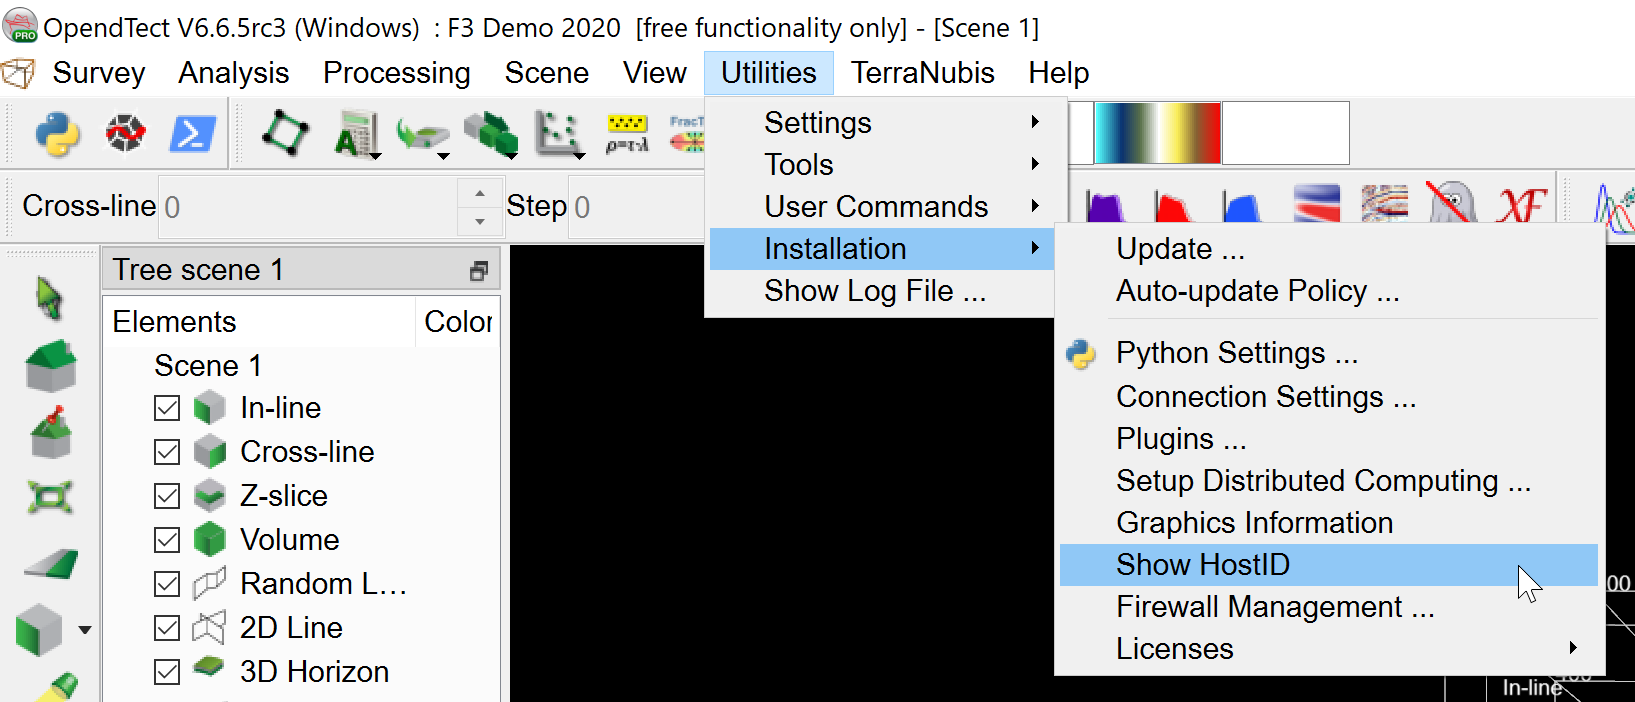 OpendTect V6.6.5rc3 (Windows)  : F3 Demo 2020  [free functionality only] - [Scene 1]
Survey Analysis Processing Scene View Utilities TerraNubis Help
PRO
A
ρ=τ·λ
FracT
Settings
Tools
User Commands
Installation
Show Log File ...
Cross-line 0 Step 0
XF
Update ...
Auto-update Policy ...
Python Settings ...
Connection Settings ...
Plugins ...
Setup Distributed Computing ...
Graphics Information
Show HostID
Firewall Management ...
Licenses
Tree scene 1
Elements Color
Scene 1
In-line
Cross-line
Z-slice
Volume
Random L...
2D Line
3D Horizon
In-line